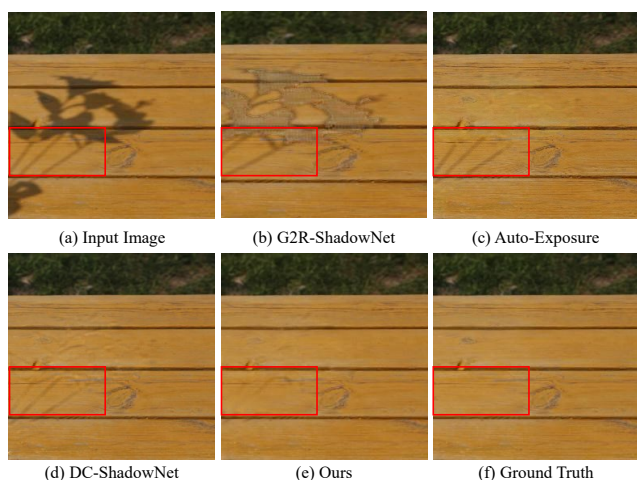 (a) Input Image
(b) G2R-ShadowNet
(c) Auto-Exposure
(d) DC-ShadowNet
(e) Ours
(f) Ground Truth